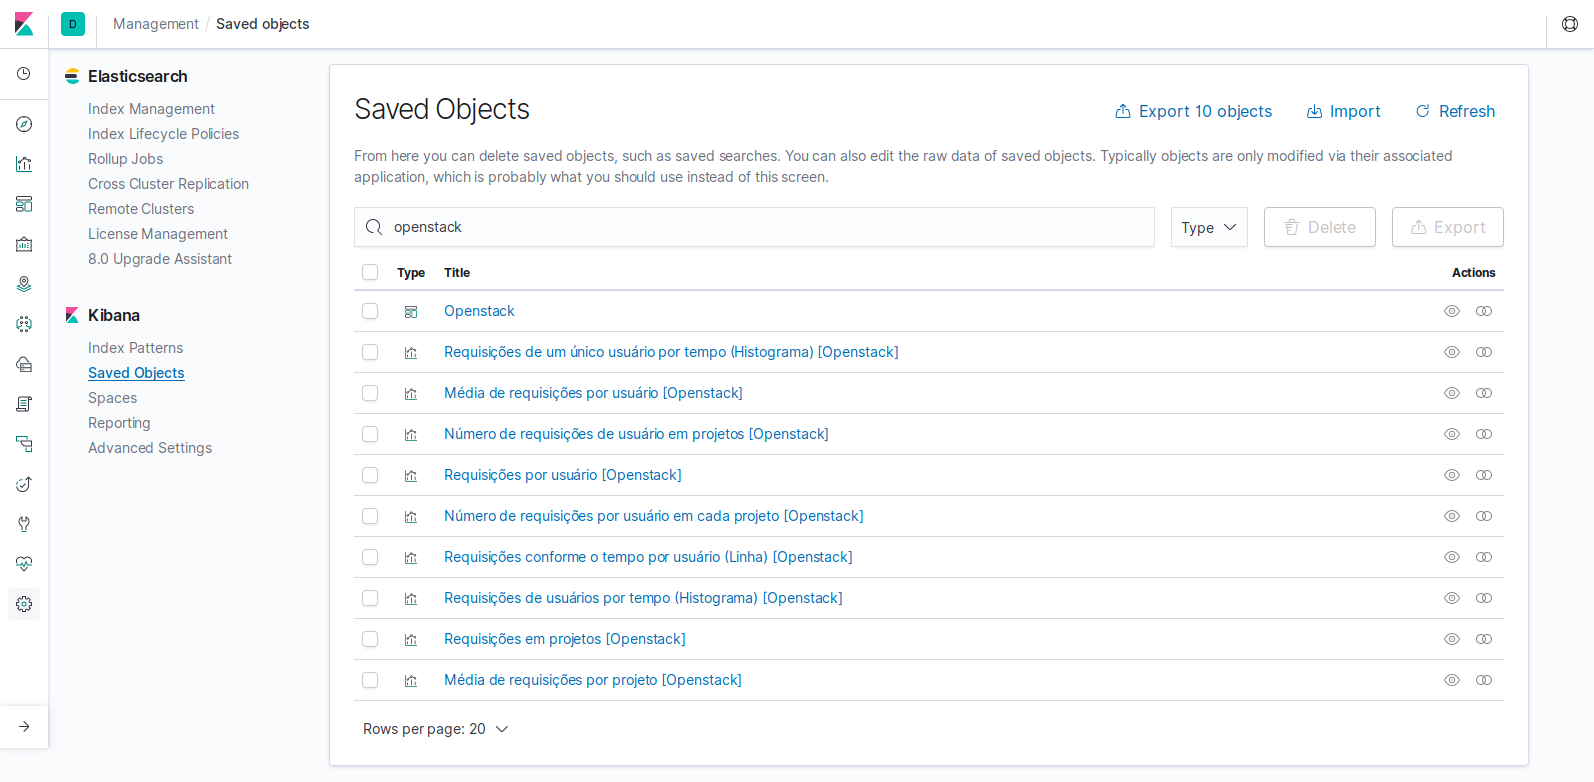 D
Management / Saved objects
Elasticsearch
Index Management
Index Lifecycle Policies
Rollup Jobs
Cross Cluster Replication
Remote Clusters
License Management
8.0 Upgrade Assistant
Kibana
Index Patterns
Saved Objects
Spaces
Reporting
Advanced Settings
Saved Objects
Export 10 objects
Import
Refresh
From here you can delete saved objects, such as saved searches. You can also edit the raw data of saved objects. Typically objects are only modified via their associated
application, which is probably what you should use instead of this screen.
openstack
Type
Delete
Export
Type Title Actions
Openstack
Requisições de um único usuário por tempo (Histograma) [Openstack]
Média de requisições por usuário [Openstack]
Número de requisições de usuário em projetos [Openstack]
Requisições por usuário [Openstack]
Número de requisições por usuário em cada projeto [Openstack]
Requisições conforme o tempo por usuário (Linha) [Openstack]
Requisições de usuários por tempo (Histograma) [Openstack]
Requisições em projetos [Openstack]
Média de requisições por projeto [Openstack]
Rows per page: 20